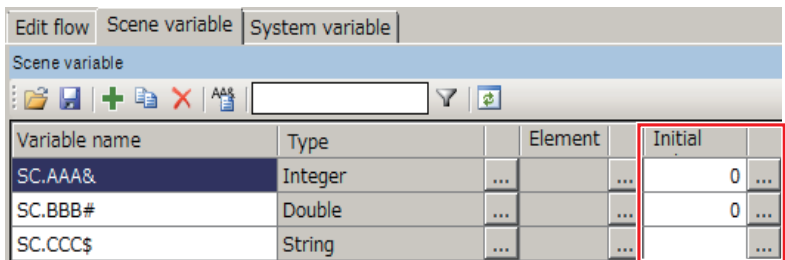 Edit flow Scene variable System variable
Scene variable
AA&
Variable name Type Element Initial
SC.AAA& Integer ... ... 0 ...
SC.BBB# Double ... ... 0 ...
SC.CCC$ String ... ... ...